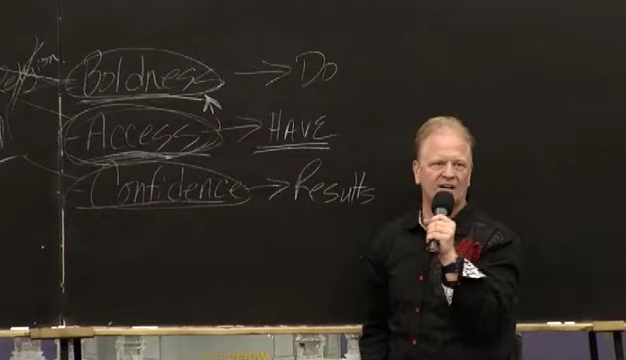 Boldness → Do
Access → HAVE
Confidence → Results